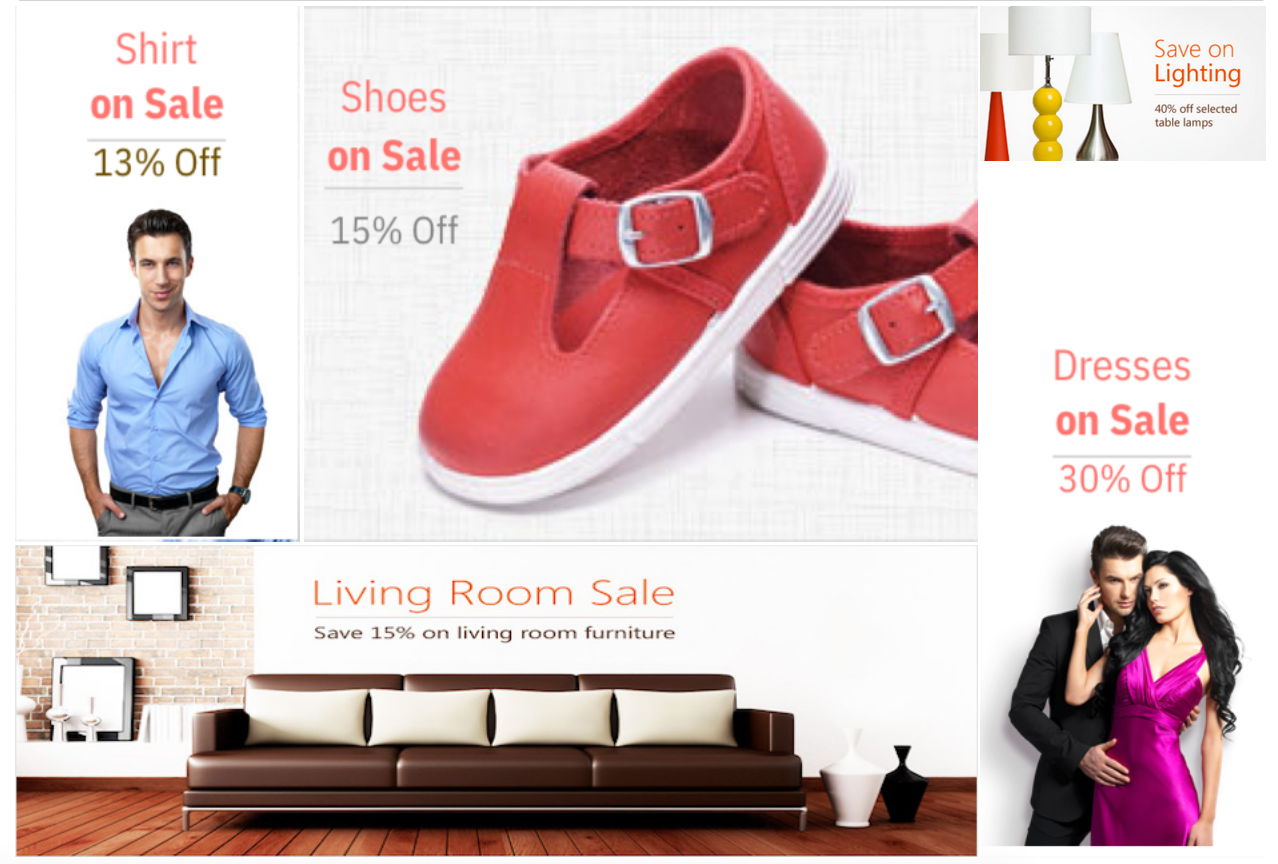 Shirt
on Sale
13% Off
Shoes
on Sale
15% Off
Save on
Lighting
40% off selected
table lamps
Living Room Sale
Save 15% on living room furniture
Dresses
on Sale
30% Off